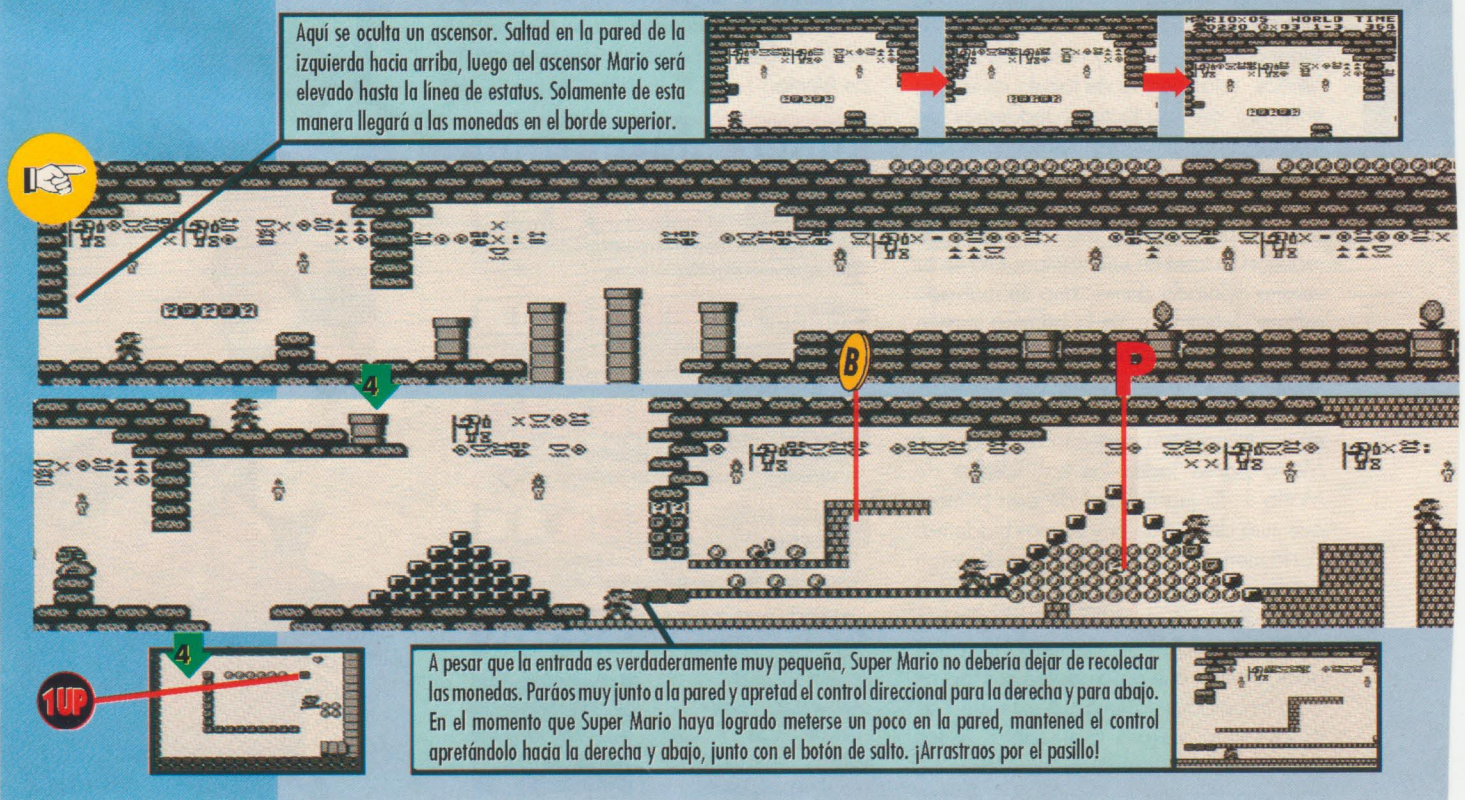 Aquí se oculta un ascensor. Saltad en la pared de la
izquierda hacia arriba, luego ael ascensor Mario será
elevado hasta la línea de estatus. Solamente de esta
manera llegará a las monedas en el borde superior.
MARIO×05 WORLD TIME
1-3
B
4
P
4
1UP
A pesar que la entrada es verdaderamente muy pequeña, Super Mario no debería dejar de recolectar
las monedas. Paráos muy junto a la pared y apretad el control direccional para la derecha y para abajo.
En el momento que Super Mario haya logrado meterse un poco en la pared, mantened el control
apretándolo hacia la derecha y abajo, junto con el botón de salto. ¡Arrastraos por el pasillo!